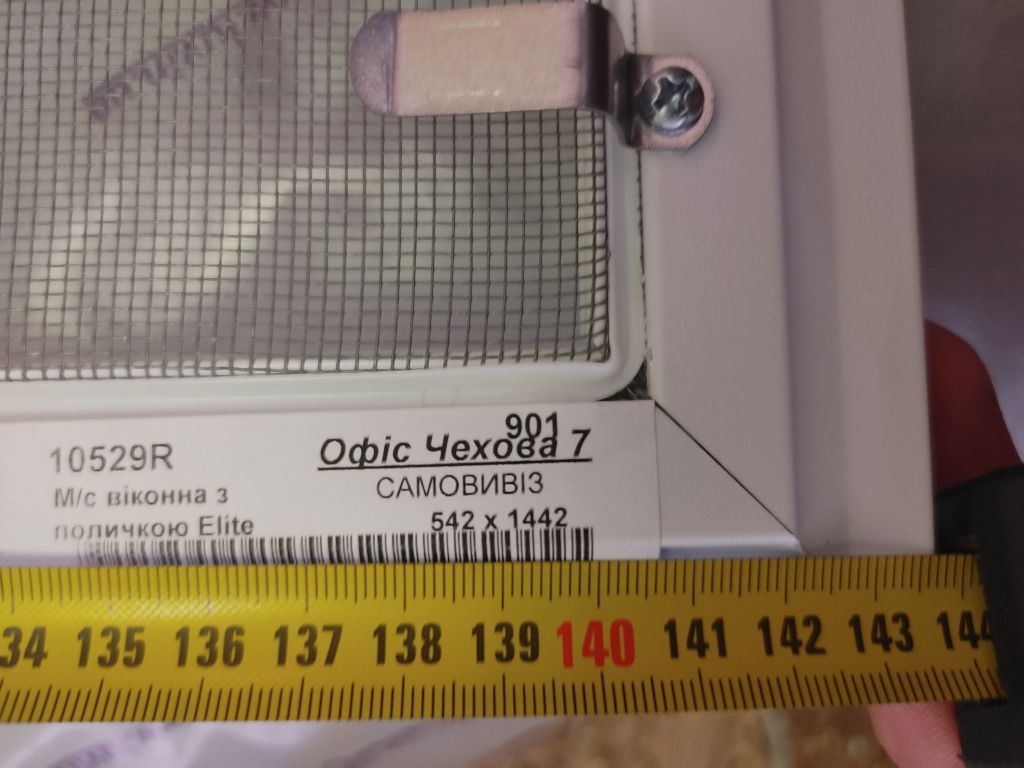 901
10529R
Офіс Чехова 7
САМОВИВІЗ
М/с віконна з
поличкою Elite
542 x 1442
34 135 136 137 138 139 140 141 142 143 144